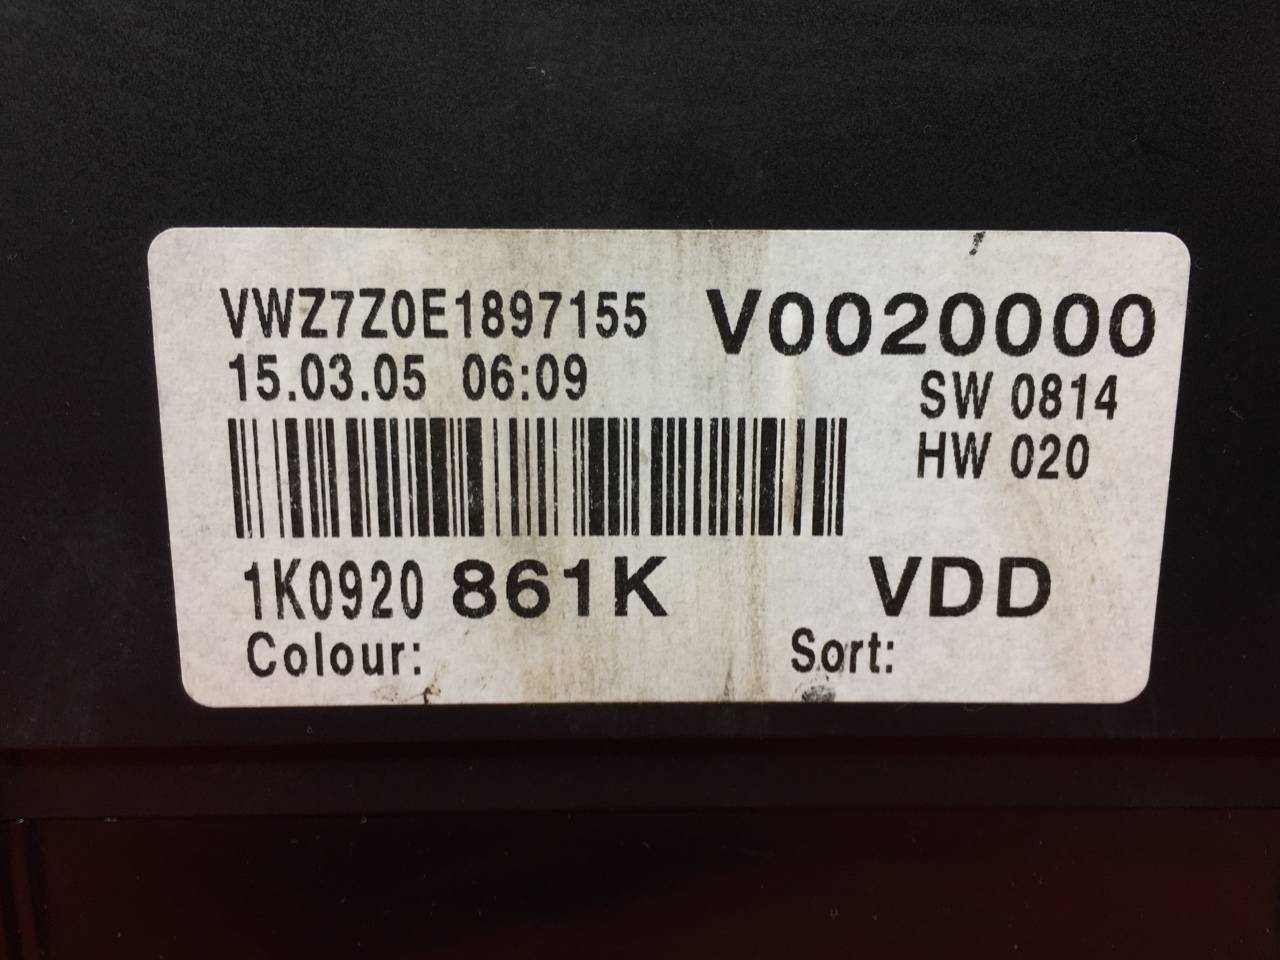 VWZ7Z0E1897155 V0020000
15.03.05 06:09 SW 0814
HW 020
1K0920 861K VDD
Colour: Sort: